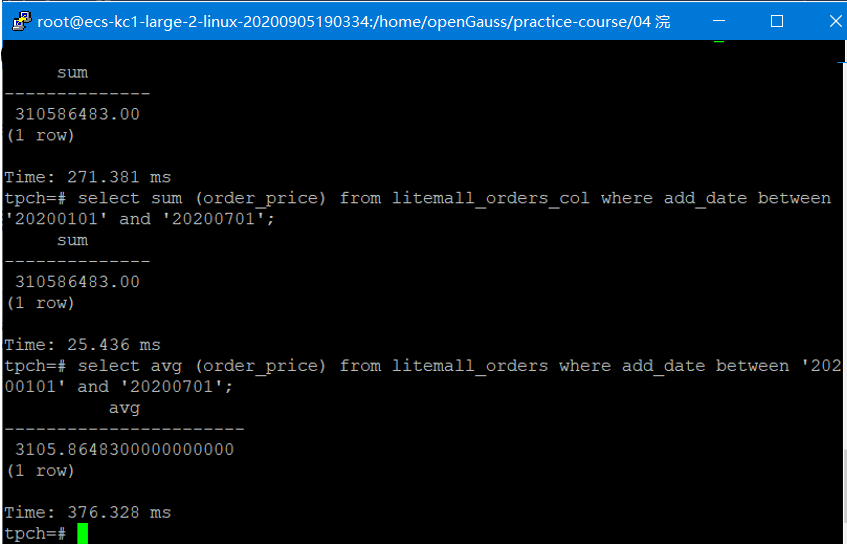 root@ecs-kc1-large-2-linux-20200905190334:/home/openGauss/practice-course/04 浣
     sum
--------------
 310586483.00
(1 row)
Time: 271.381 ms
tpch=# select sum (order_price) from litemall_orders_col where add_date between
'20200101' and '20200701';
     sum
--------------
 310586483.00
(1 row)
Time: 25.436 ms
tpch=# select avg (order_price) from litemall_orders where add_date between '202
00101' and '20200701';
          avg
-----------------------
 3105.8648300000000000
(1 row)
Time: 376.328 ms
tpch=#